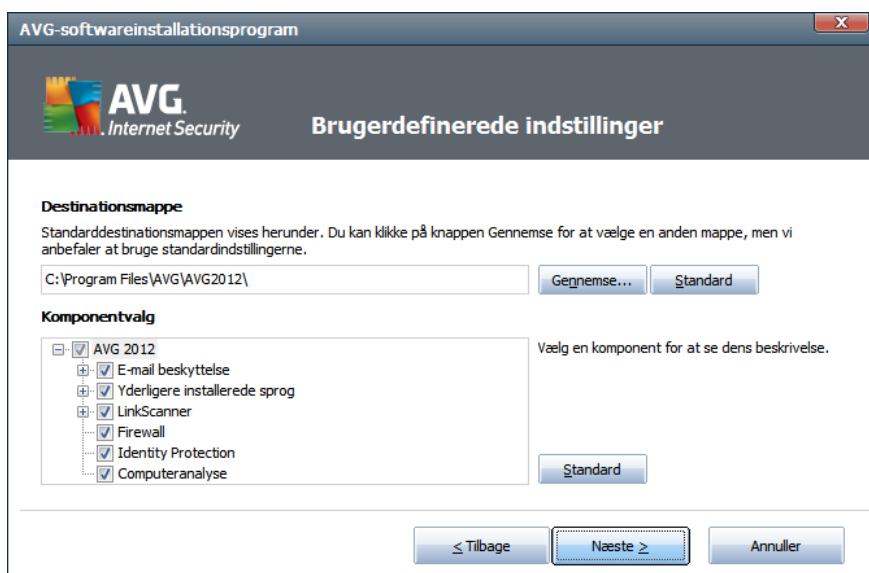 AVG-softwareinstallationsprogram
AVG.
Internet Security
Brugerdefinerede indstillinger
Destinationsmappe
Standarddestinationsmappen vises herunder. Du kan klikke på knappen Gennemse for at vælge en anden mappe, men vi
anbefaler at bruge standardindstillingerne.
C:\Program Files\AVG\AVG2012\
Gennemse...
Standard
Komponentvalg
AVG 2012
E-mail beskyttelse
Yderligere installerede sprog
LinkScanner
Firewall
Identity Protection
Computeranalyse
Vælg en komponent for at se dens beskrivelse.
Standard
< Tilbage
Næste >
Annuller